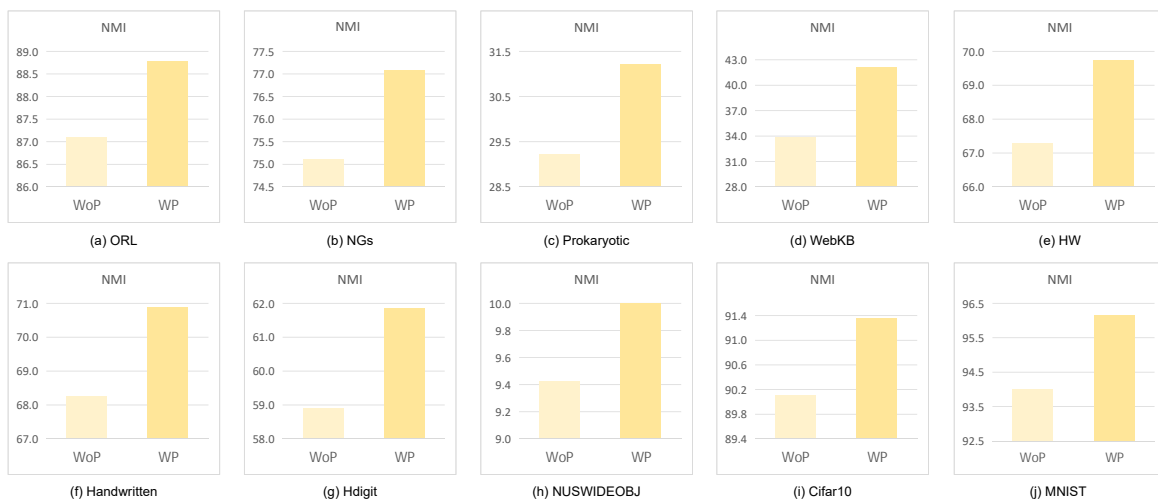 NMI
89.0
88.5
88.0
87.5
87.0
86.5
86.0
WoP WP
(a) ORL
NMI
77.5
77.0
76.5
76.0
75.5
75.0
74.5
WoP WP
(b) NGs
NMI
31.5
30.5
29.5
28.5
WoP WP
(c) Prokaryotic
NMI
43.0
40.0
37.0
34.0
31.0
28.0
WoP WP
(d) WebKB
NMI
70.0
69.0
68.0
67.0
66.0
WoP WP
(e) HW
NMI
71.0
70.0
69.0
68.0
67.0
WoP WP
(f) Handwritten
NMI
62.0
61.0
60.0
59.0
58.0
WoP WP
(g) Hdigit
NMI
10.0
9.8
9.6
9.4
9.2
9.0
WoP WP
(h) NUSWIDEOBJ
NMI
91.4
91.0
90.6
90.2
89.8
89.4
WoP WP
(i) Cifar10
NMI
96.5
95.5
94.5
93.5
92.5
WoP WP
(j) MNIST